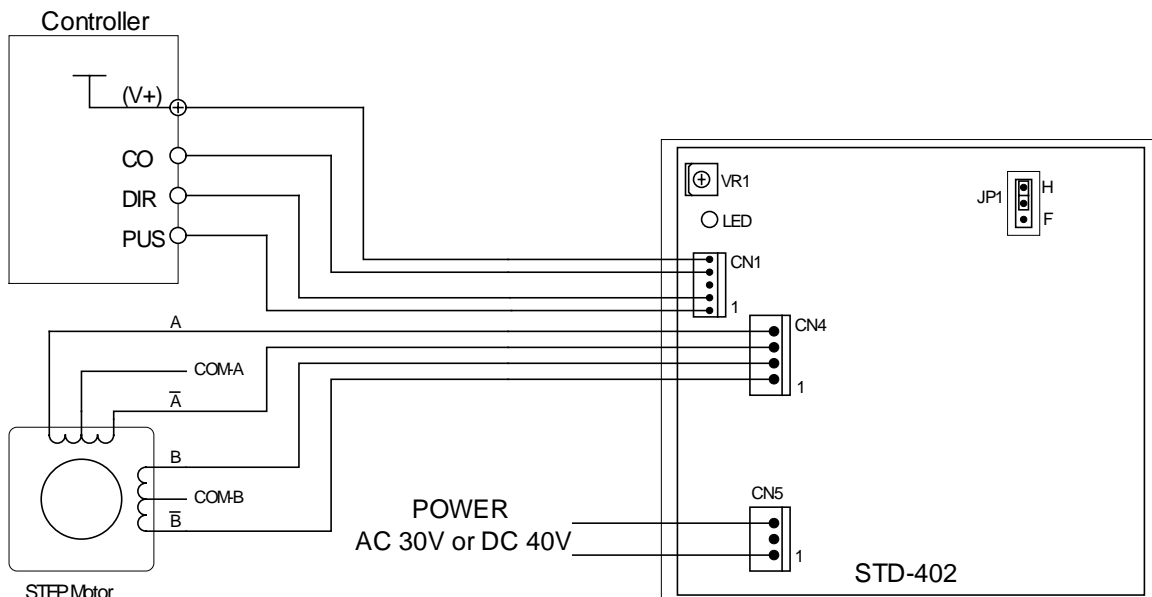 Controller
(V+)
CO
DIR
PUS
VR1
LED
JP1
H
F
CN1
1
A
CN4
COM-A
A̅
1
B
COM-B
B̅
CN5
POWER
AC 30V or DC 40V
1
STD-402
STEP Motor